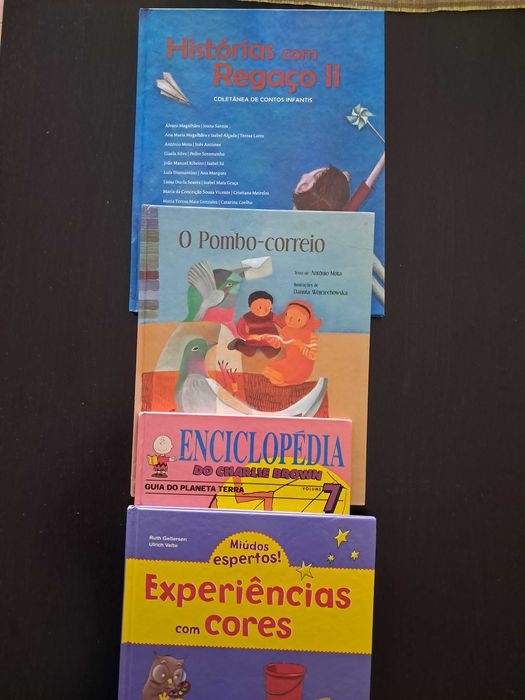 Histórias com
Regaço II
COLETÂNEA DE CONTOS INFANTIS
Álvaro Magalhães | Joana Santos
Ana Maria Magalhães e Isabel Alçada | Teresa Lares
António Mota | Inês Antunes
Gisela Silva | Pedro Seromenho
João Manuel Ribeiro | Isabel Sá
Luís Diamantino | Ana Marques
Luísa Ducla Soares | Isabel Maia Graça
Maria da Conceição Sousa Vicente | Cristiana Meireles
Maria Teresa Maia Gonzalez | Catarina Coelho
O Pombo-correio
Texto de António Mota
Ilustrações de
Danuta Wojciechowska
ENCICLOPÉDIA
DO CHARLIE BROWN
GUIA DO PLANETA TERRA
VOLUME 7
Ruth Gellersen
Ulrich Velte
Miúdos
espertos!
Experiências
com cores